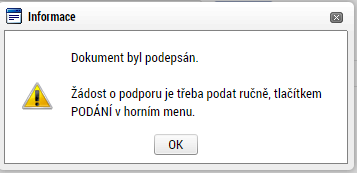 Informace
Dokument byl podepsán.
Žádost o podporu je třeba podat ručně, tlačítkem
PODÁNÍ v horním menu.
OK